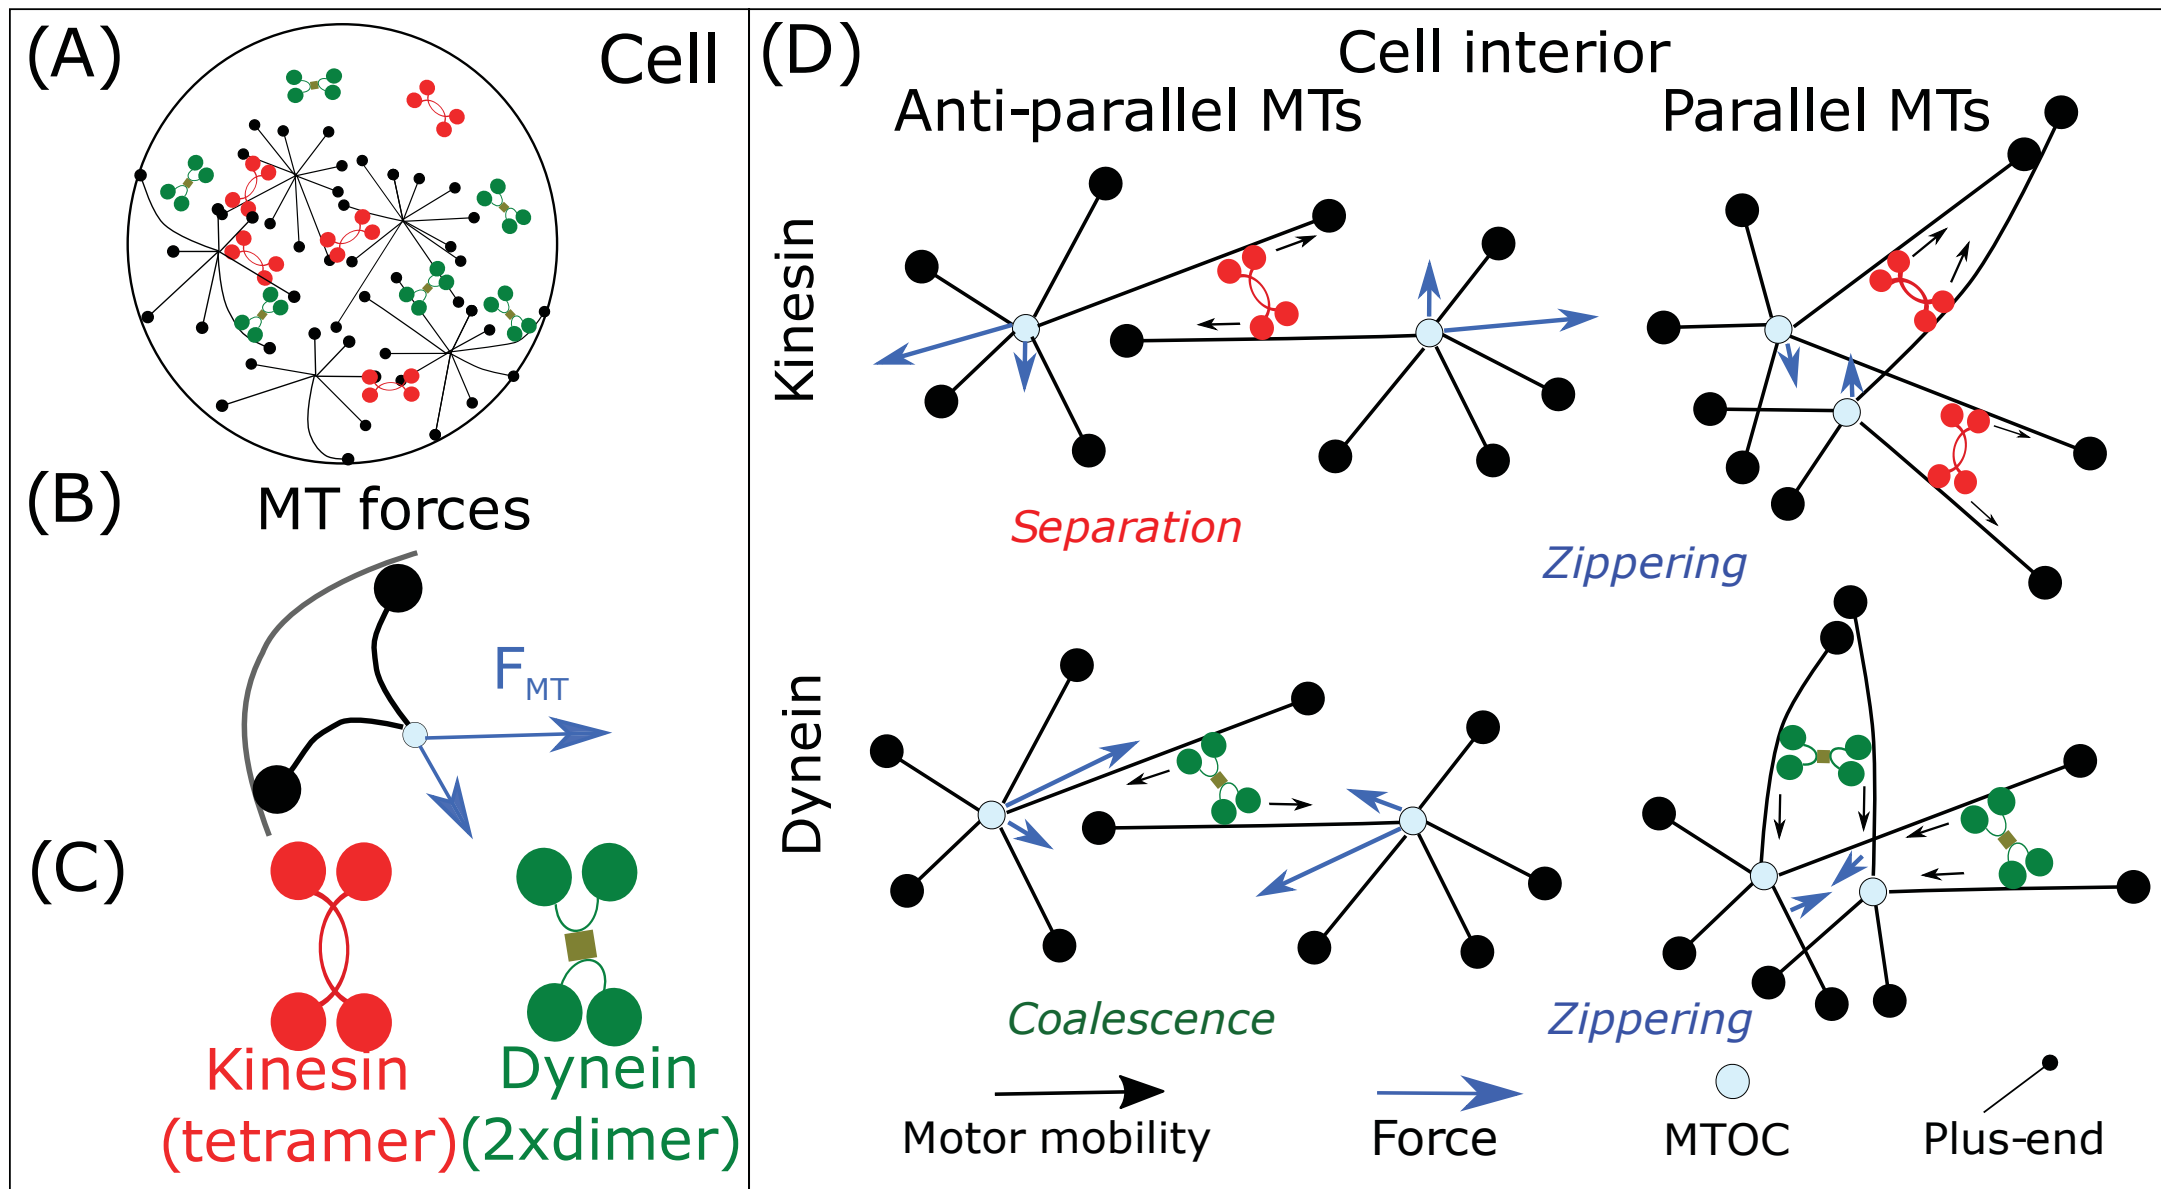 (A)
Cell
(B)
MT forces
F_MT
(C)
Kinesin
(tetramer)
Dynein
(2xdimer)
(D)
Cell interior
Anti-parallel MTs
Parallel MTs
Kinesin
Separation
Zippering
Dynein
Coalescence
Zippering
Motor mobility
Force
MTOC
Plus-end